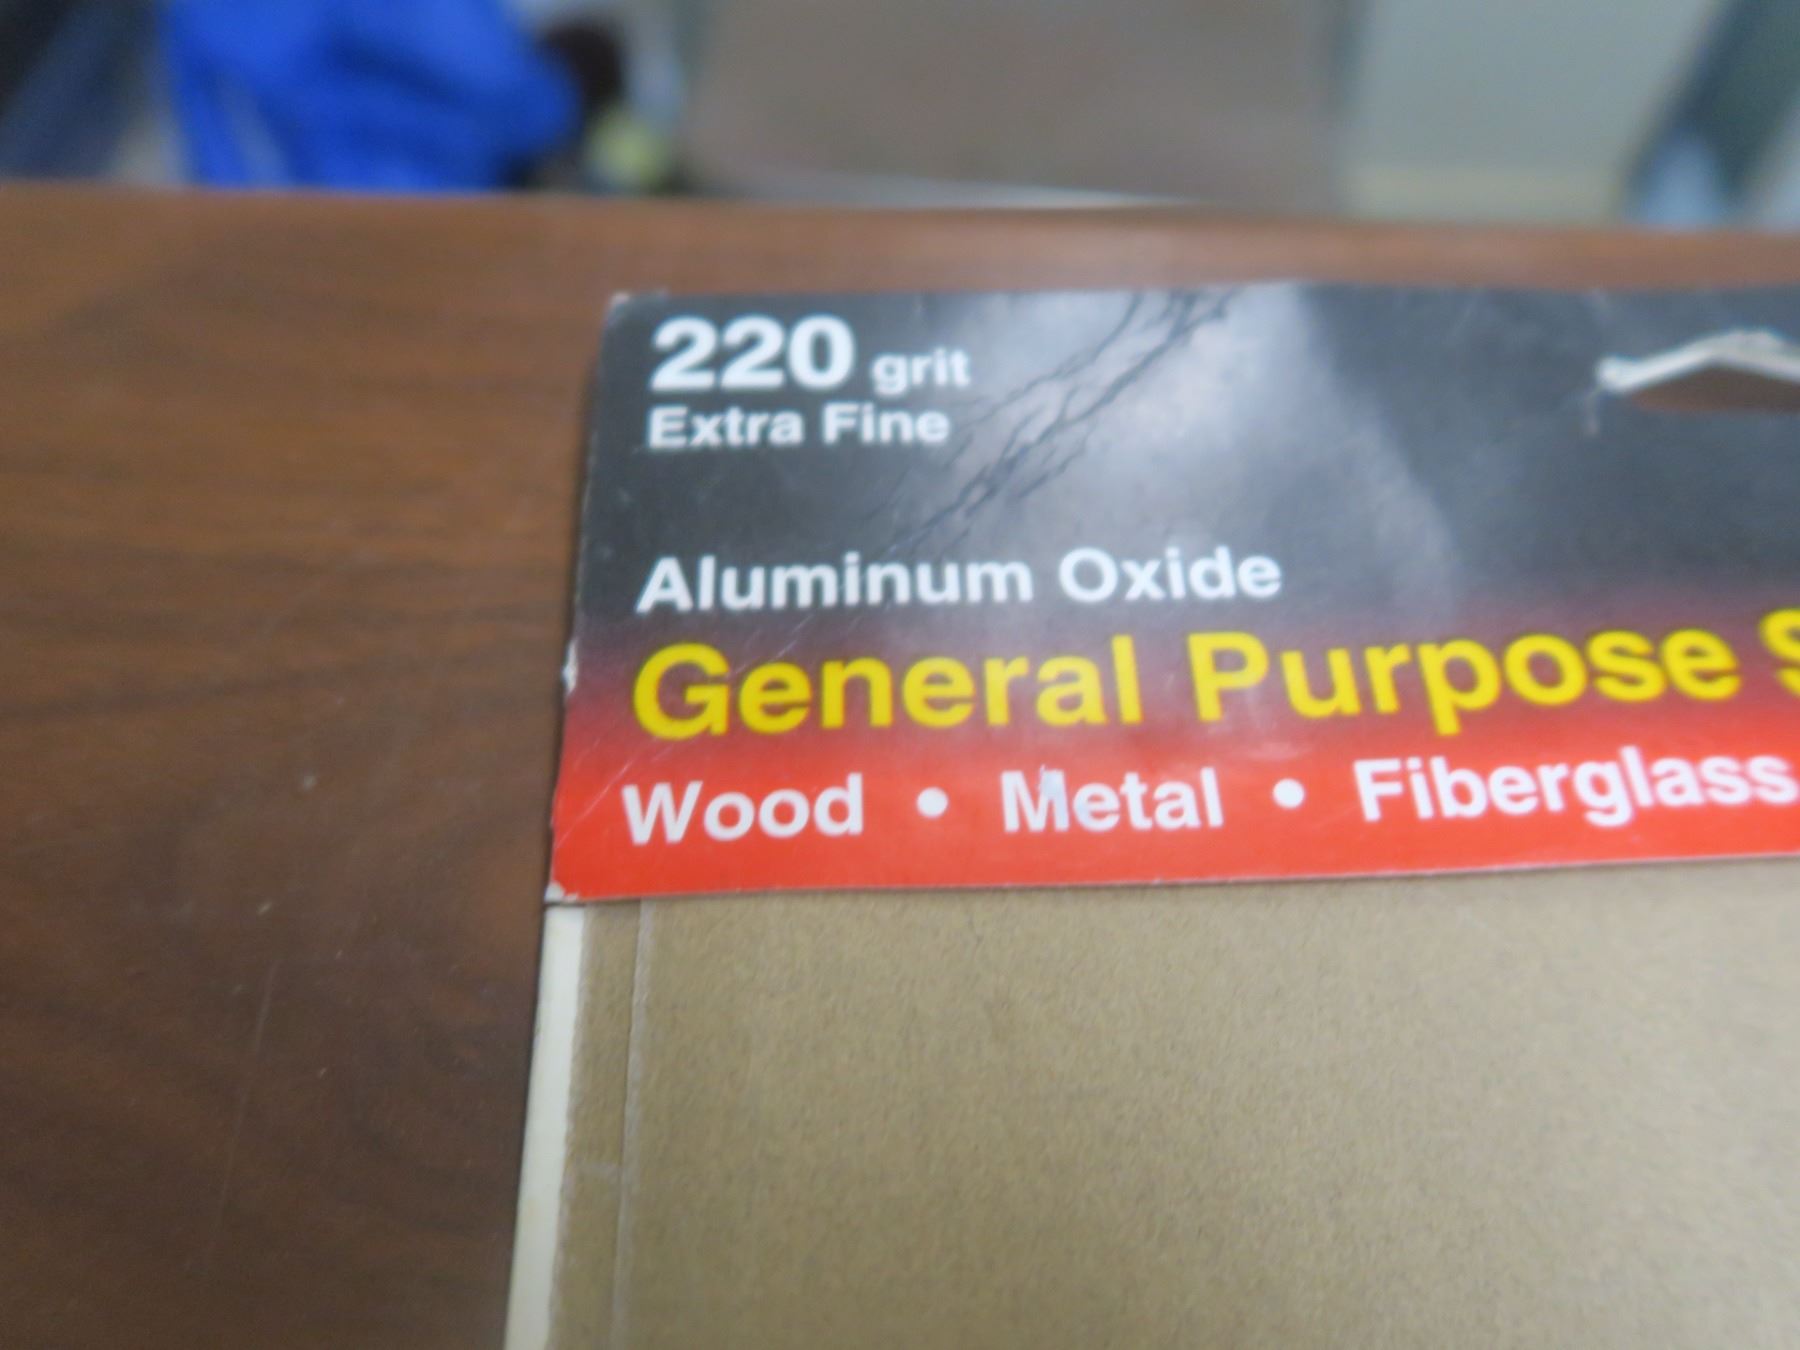 220 grit
Extra Fine
Aluminum Oxide
General Purpose S
Wood • Metal • Fiberglass